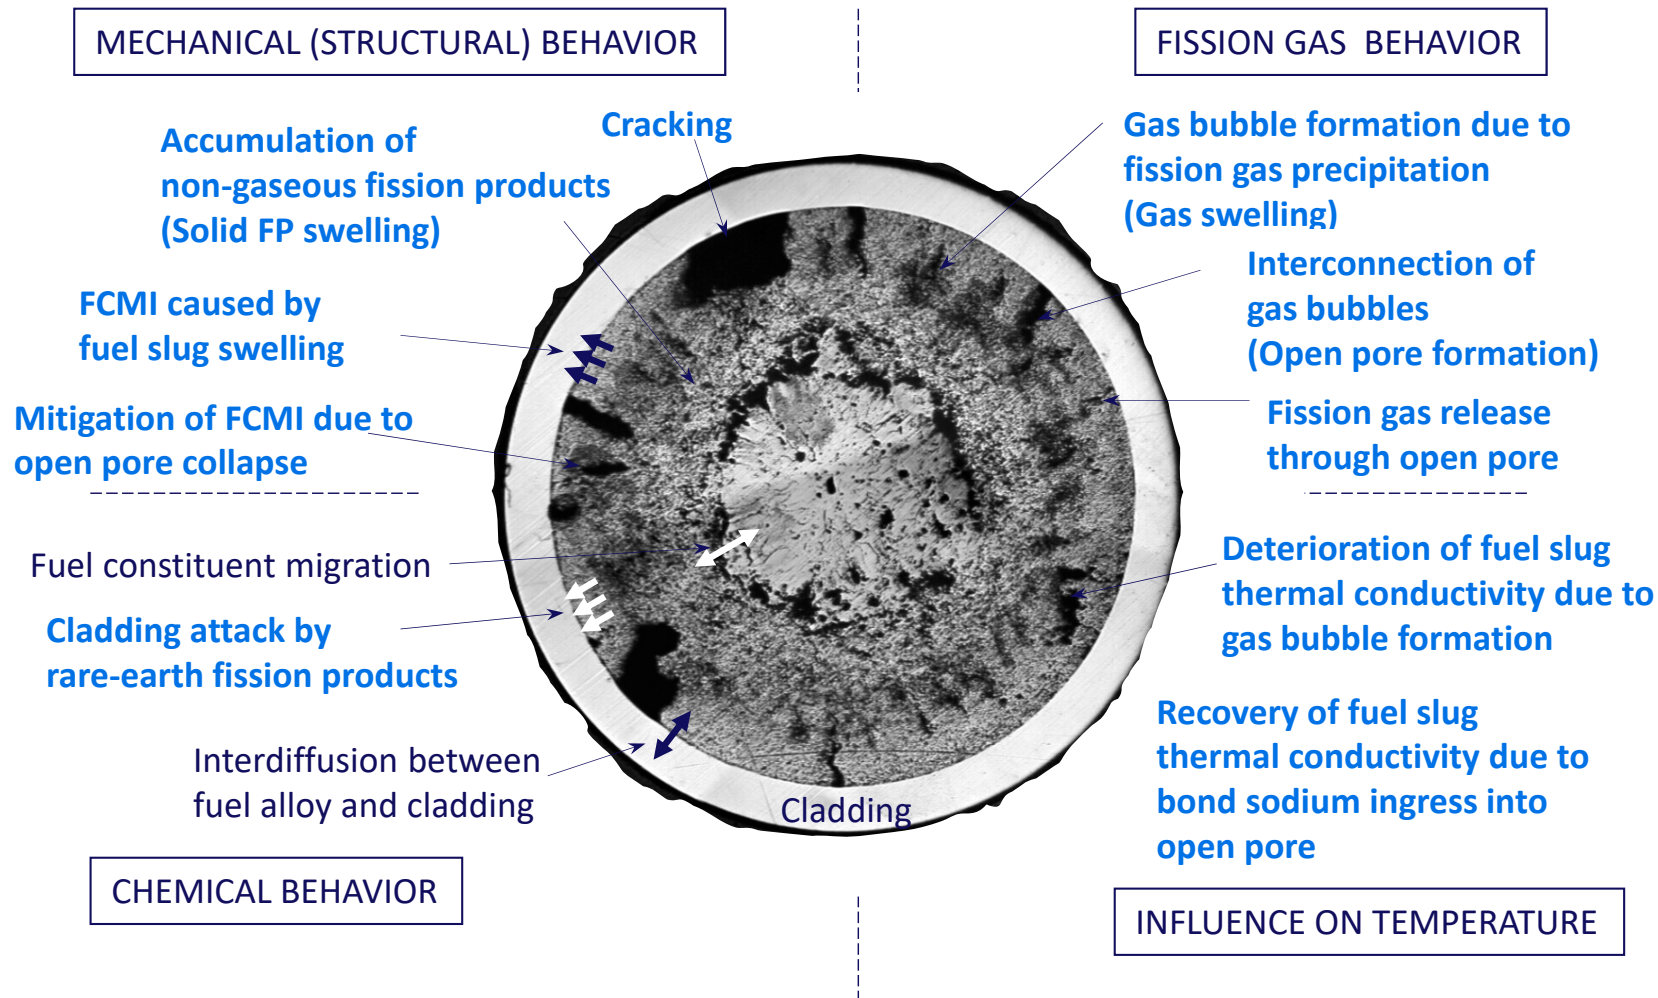 MECHANICAL (STRUCTURAL) BEHAVIOR
Cracking
Accumulation of
non-gaseous fission products
(Solid FP swelling)
FCMI caused by
fuel slug swelling
Mitigation of FCMI due to
open pore collapse
FISSION GAS BEHAVIOR
Gas bubble formation due to
fission gas precipitation
(Gas swelling)
Interconnection of
gas bubbles
(Open pore formation)
Fission gas release
through open pore
Fuel constituent migration
Cladding attack by
rare-earth fission products
Interdiffusion between
fuel alloy and cladding
Cladding
CHEMICAL BEHAVIOR
Deterioration of fuel slug
thermal conductivity due to
gas bubble formation
Recovery of fuel slug
thermal conductivity due to
bond sodium ingress into
open pore
INFLUENCE ON TEMPERATURE